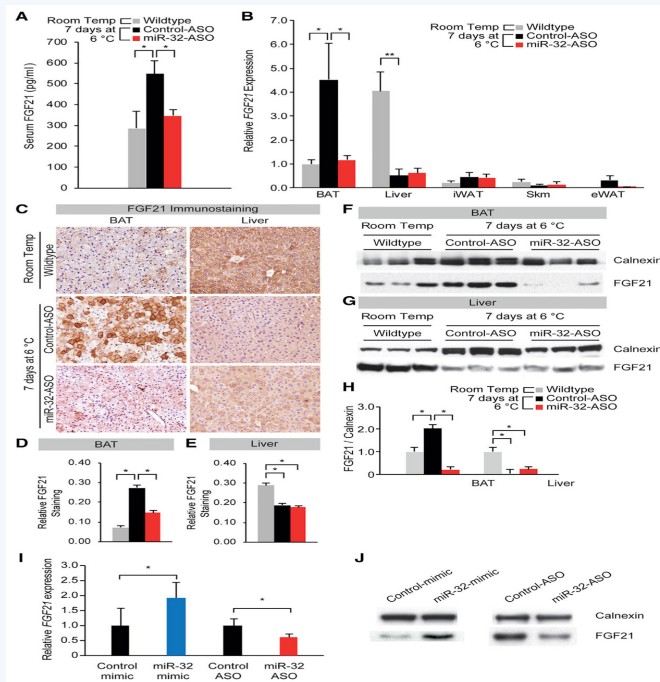 A
Room Temp
Wildtype
7 days at
6 °C
Control-ASO
miR-32-ASO
Serum FGF21 (pg/ml)
700
600
500
400
300
200
100
0
*
*
B
Room Temp
Wildtype
7 days at
6 °C
Control-ASO
miR-32-ASO
Relative FGF21 Expression
7.0
6.0
5.0
4.0
3.0
2.0
1.0
0.0
*
*
**
BAT
Liver
iWAT
Skm
eWAT
C
FGF21 Immunostaining
BAT
Liver
Room Temp
Wildtype
7 days at 6 °C
Control-ASO
miR-32-ASO
D
BAT
Relative FGF21
Staining
0.40
0.30
0.20
0.10
0.00
*
*
E
Liver
Relative FGF21
Staining
0.40
0.30
0.20
0.10
0.00
*
*
F
BAT
Room Temp
7 days at 6 °C
Wildtype
Control-ASO
miR-32-ASO
Calnexin
FGF21
G
Liver
Room Temp
7 days at 6 °C
Wildtype
Control-ASO
miR-32-ASO
Calnexin
FGF21
H
Room Temp
Wildtype
7 days at
6 °C
Control-ASO
miR-32-ASO
FGF21 / Calnexin
2.0
1.0
0.0
*
*
*
*
BAT
Liver
I
Relative FGF21 expression
3.0
2.5
2.0
1.5
1.0
0.5
0
*
*
Control
mimic
miR-32
mimic
Control
ASO
miR-32
ASO
J
Control-mimic
miR-32-mimic
Control-ASO
miR-32-ASO
Calnexin
FGF21